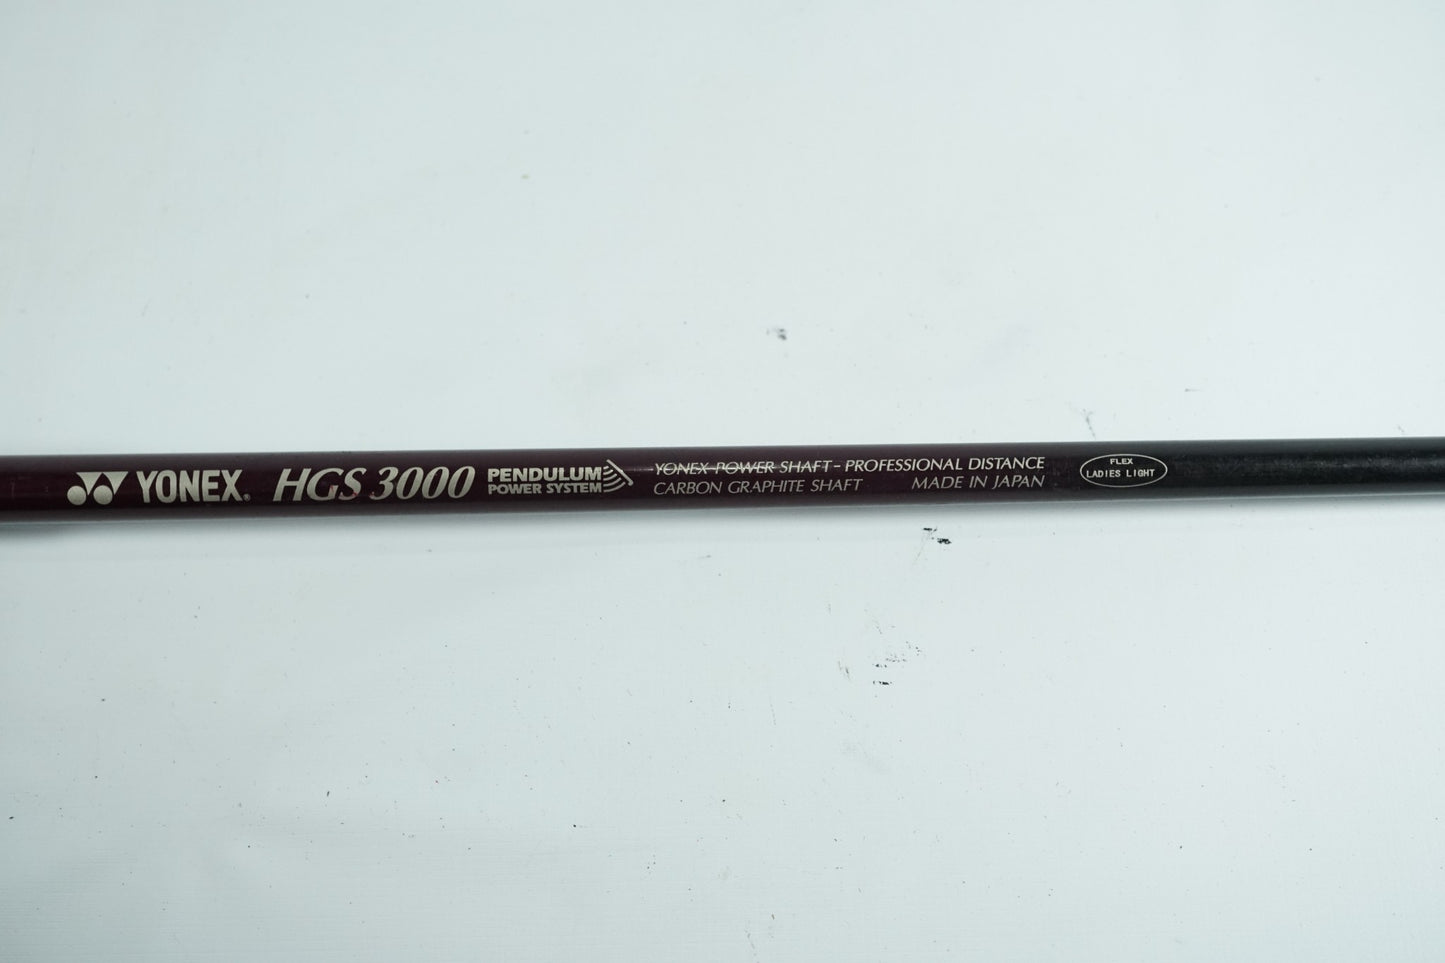 YONEX® HGS 3000
PENDULUM
POWER SYSTEM
YONEX POWER SHAFT - PROFESSIONAL DISTANCE
CARBON GRAPHITE SHAFT MADE IN JAPAN
FLEX
LADIES LIGHT